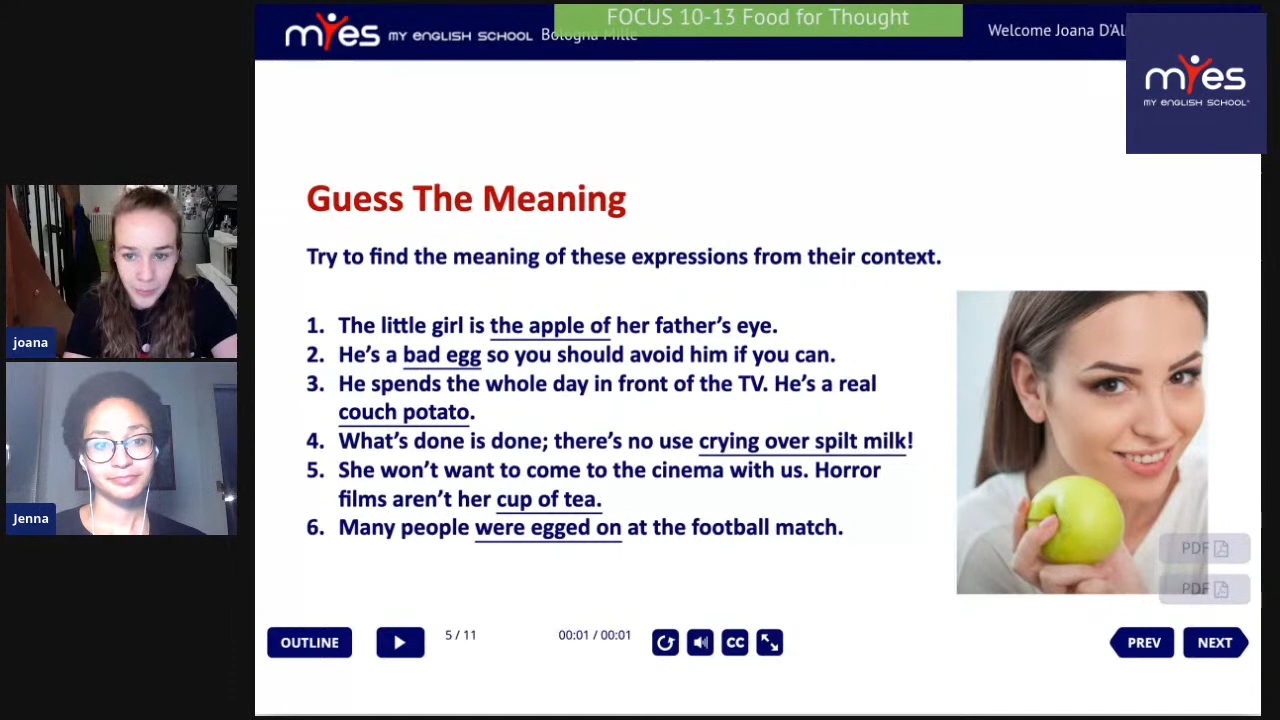 FOCUS 10-13 Food for Thought
myes MY ENGLISH SCHOOL Bologna Mille
Welcome Joana D'Al
myes
MY ENGLISH SCHOOL
Guess The Meaning
Try to find the meaning of these expressions from their context.
1. The little girl is the apple of her father's eye.
2. He's a bad egg so you should avoid him if you can.
3. He spends the whole day in front of the TV. He's a real
couch potato.
4. What's done is done; there's no use crying over spilt milk!
5. She won't want to come to the cinema with us. Horror
films aren't her cup of tea.
6. Many people were egged on at the football match.
joana
Jenna
PDF
PDF
OUTLINE
5 / 11
00:01 / 00:01
CC
PREV
NEXT